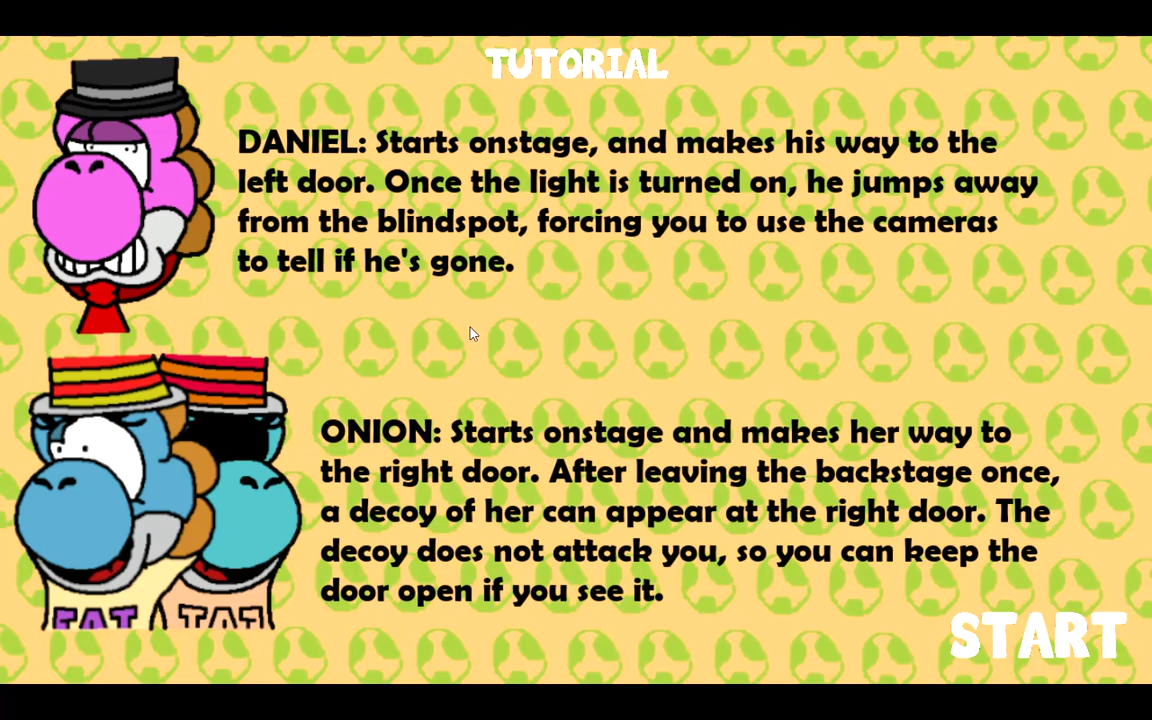 TUTORIAL
DANIEL: Starts onstage, and makes his way to the
left door. Once the light is turned on, he jumps away
from the blindspot, forcing you to use the cameras
to tell if he's gone.
ONION: Starts onstage and makes her way to
the right door. After leaving the backstage once,
a decoy of her can appear at the right door. The
decoy does not attack you, so you can keep the
door open if you see it.
EAT
START